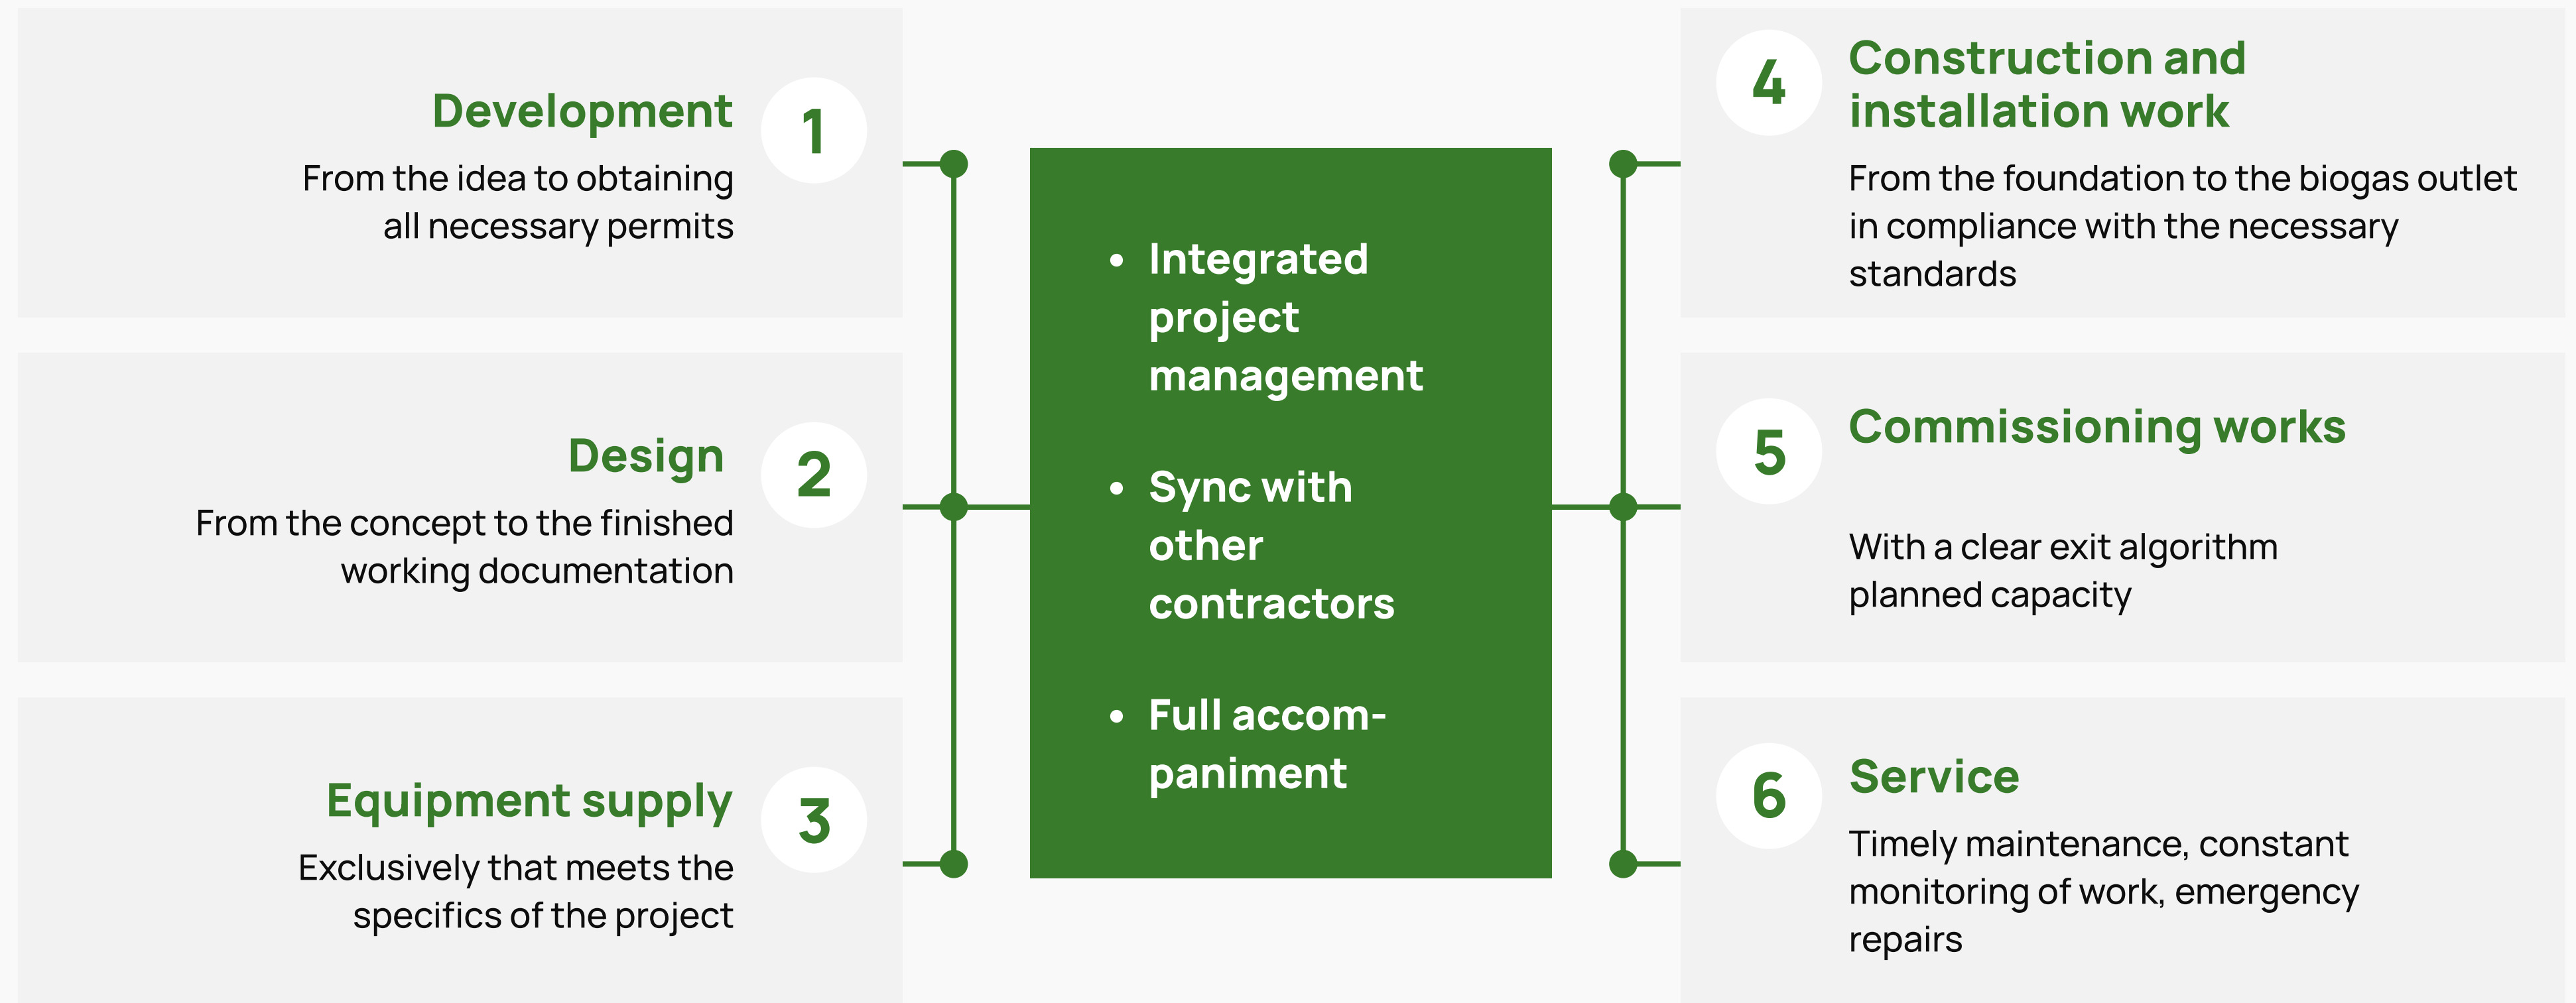 Development
1
From the idea to obtaining
all necessary permits
Design
2
From the concept to the finished
working documentation
Equipment supply
3
Exclusively that meets the
specifics of the project
• Integrated
project
management
• Sync with
other
contractors
• Full accom-
paniment
4
Construction and
installation work
From the foundation to the biogas outlet
in compliance with the necessary
standards
5
Commissioning works
With a clear exit algorithm
planned capacity
6
Service
Timely maintenance, constant
monitoring of work, emergency
repairs